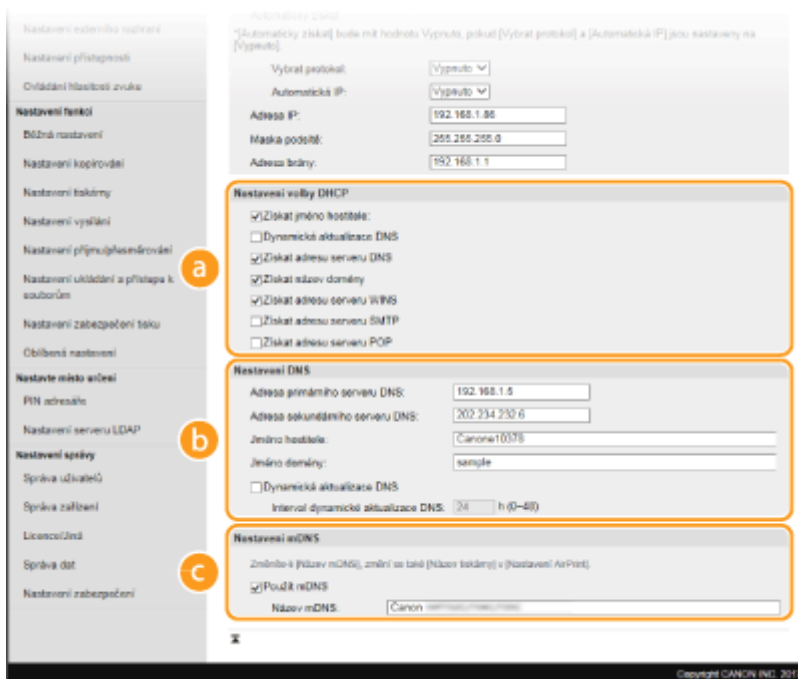 Automaticky získat
*[Automaticky získat] bude mít hodnotu Vypnuto, pokud [Vybrat protokol] a [Automatická IP] jsou nastaveny na
[Vypnuto].
Vybrat protokol: Vypnuto
Automatická IP: Vypnuto
Adresa IP: 192.168.1.86
Maska podsítě: 255.255.255.0
Adresa brány: 192.168.1.1
Nastavení externího rozhraní
Nastavení přístupnosti
Ovládání hlasitosti zvuku
Nastavení funkcí
Běžná nastavení
Nastavení kopírování
Nastavení tiskárny
Nastavení vysílání
Nastavení příjmu/přesměrování
Nastavení ukládání a přístupu k
souborům
Nastavení zabezpečení tisku
Oblíbená nastavení
Nastavte místo určení
PIN adresáře
Nastavení serveru LDAP
Nastavení správy
Správa uživatelů
Správa zařízení
Licence/Jiná
Správa dat
Nastavení zabezpečení
a
Nastavení volby DHCP
Získat jméno hostitele:
Dynamická aktualizace DNS
Získat adresu serveru DNS
Získat název domény
Získat adresu serveru WINS
Získat adresu serveru SMTP
Získat adresu serveru POP
b
Nastavení DNS
Adresa primárního serveru DNS: 192.168.1.5
Adresa sekundárního serveru DNS: 202.234.232.6
Jméno hostitele: Canone10378
Jméno domény: sample
Dynamická aktualizace DNS
Interval dynamické aktualizace DNS: 24 h (0–48)
c
Nastavení mDNS
Změníte-li [Název mDNS], změní se také [Název tiskárny] v [Nastavení AirPrint].
Použít mDNS
Název mDNS: Canon
Copyright CANON INC. 201